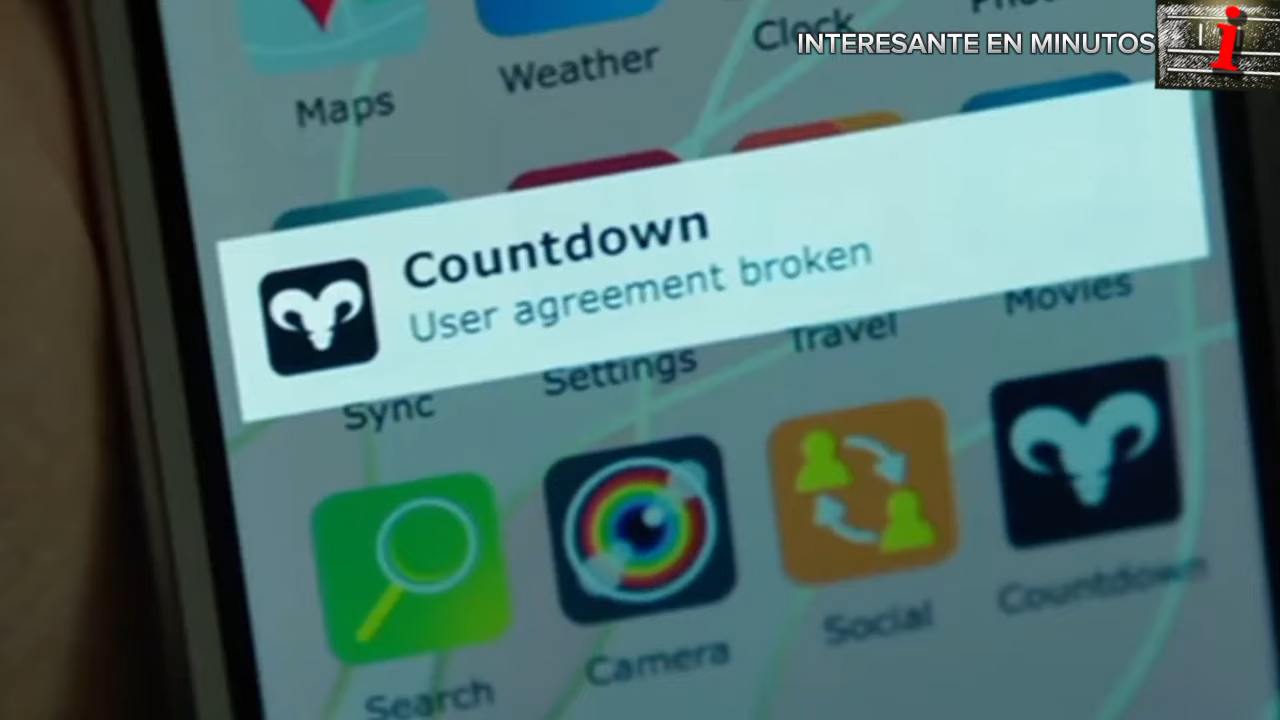 INTERESANTE EN MINUTOS
i
Clock
Weather
Maps
Countdown
User agreement broken
Movies
Travel
Settings
Sync
Countdown
Social
Camera
Search